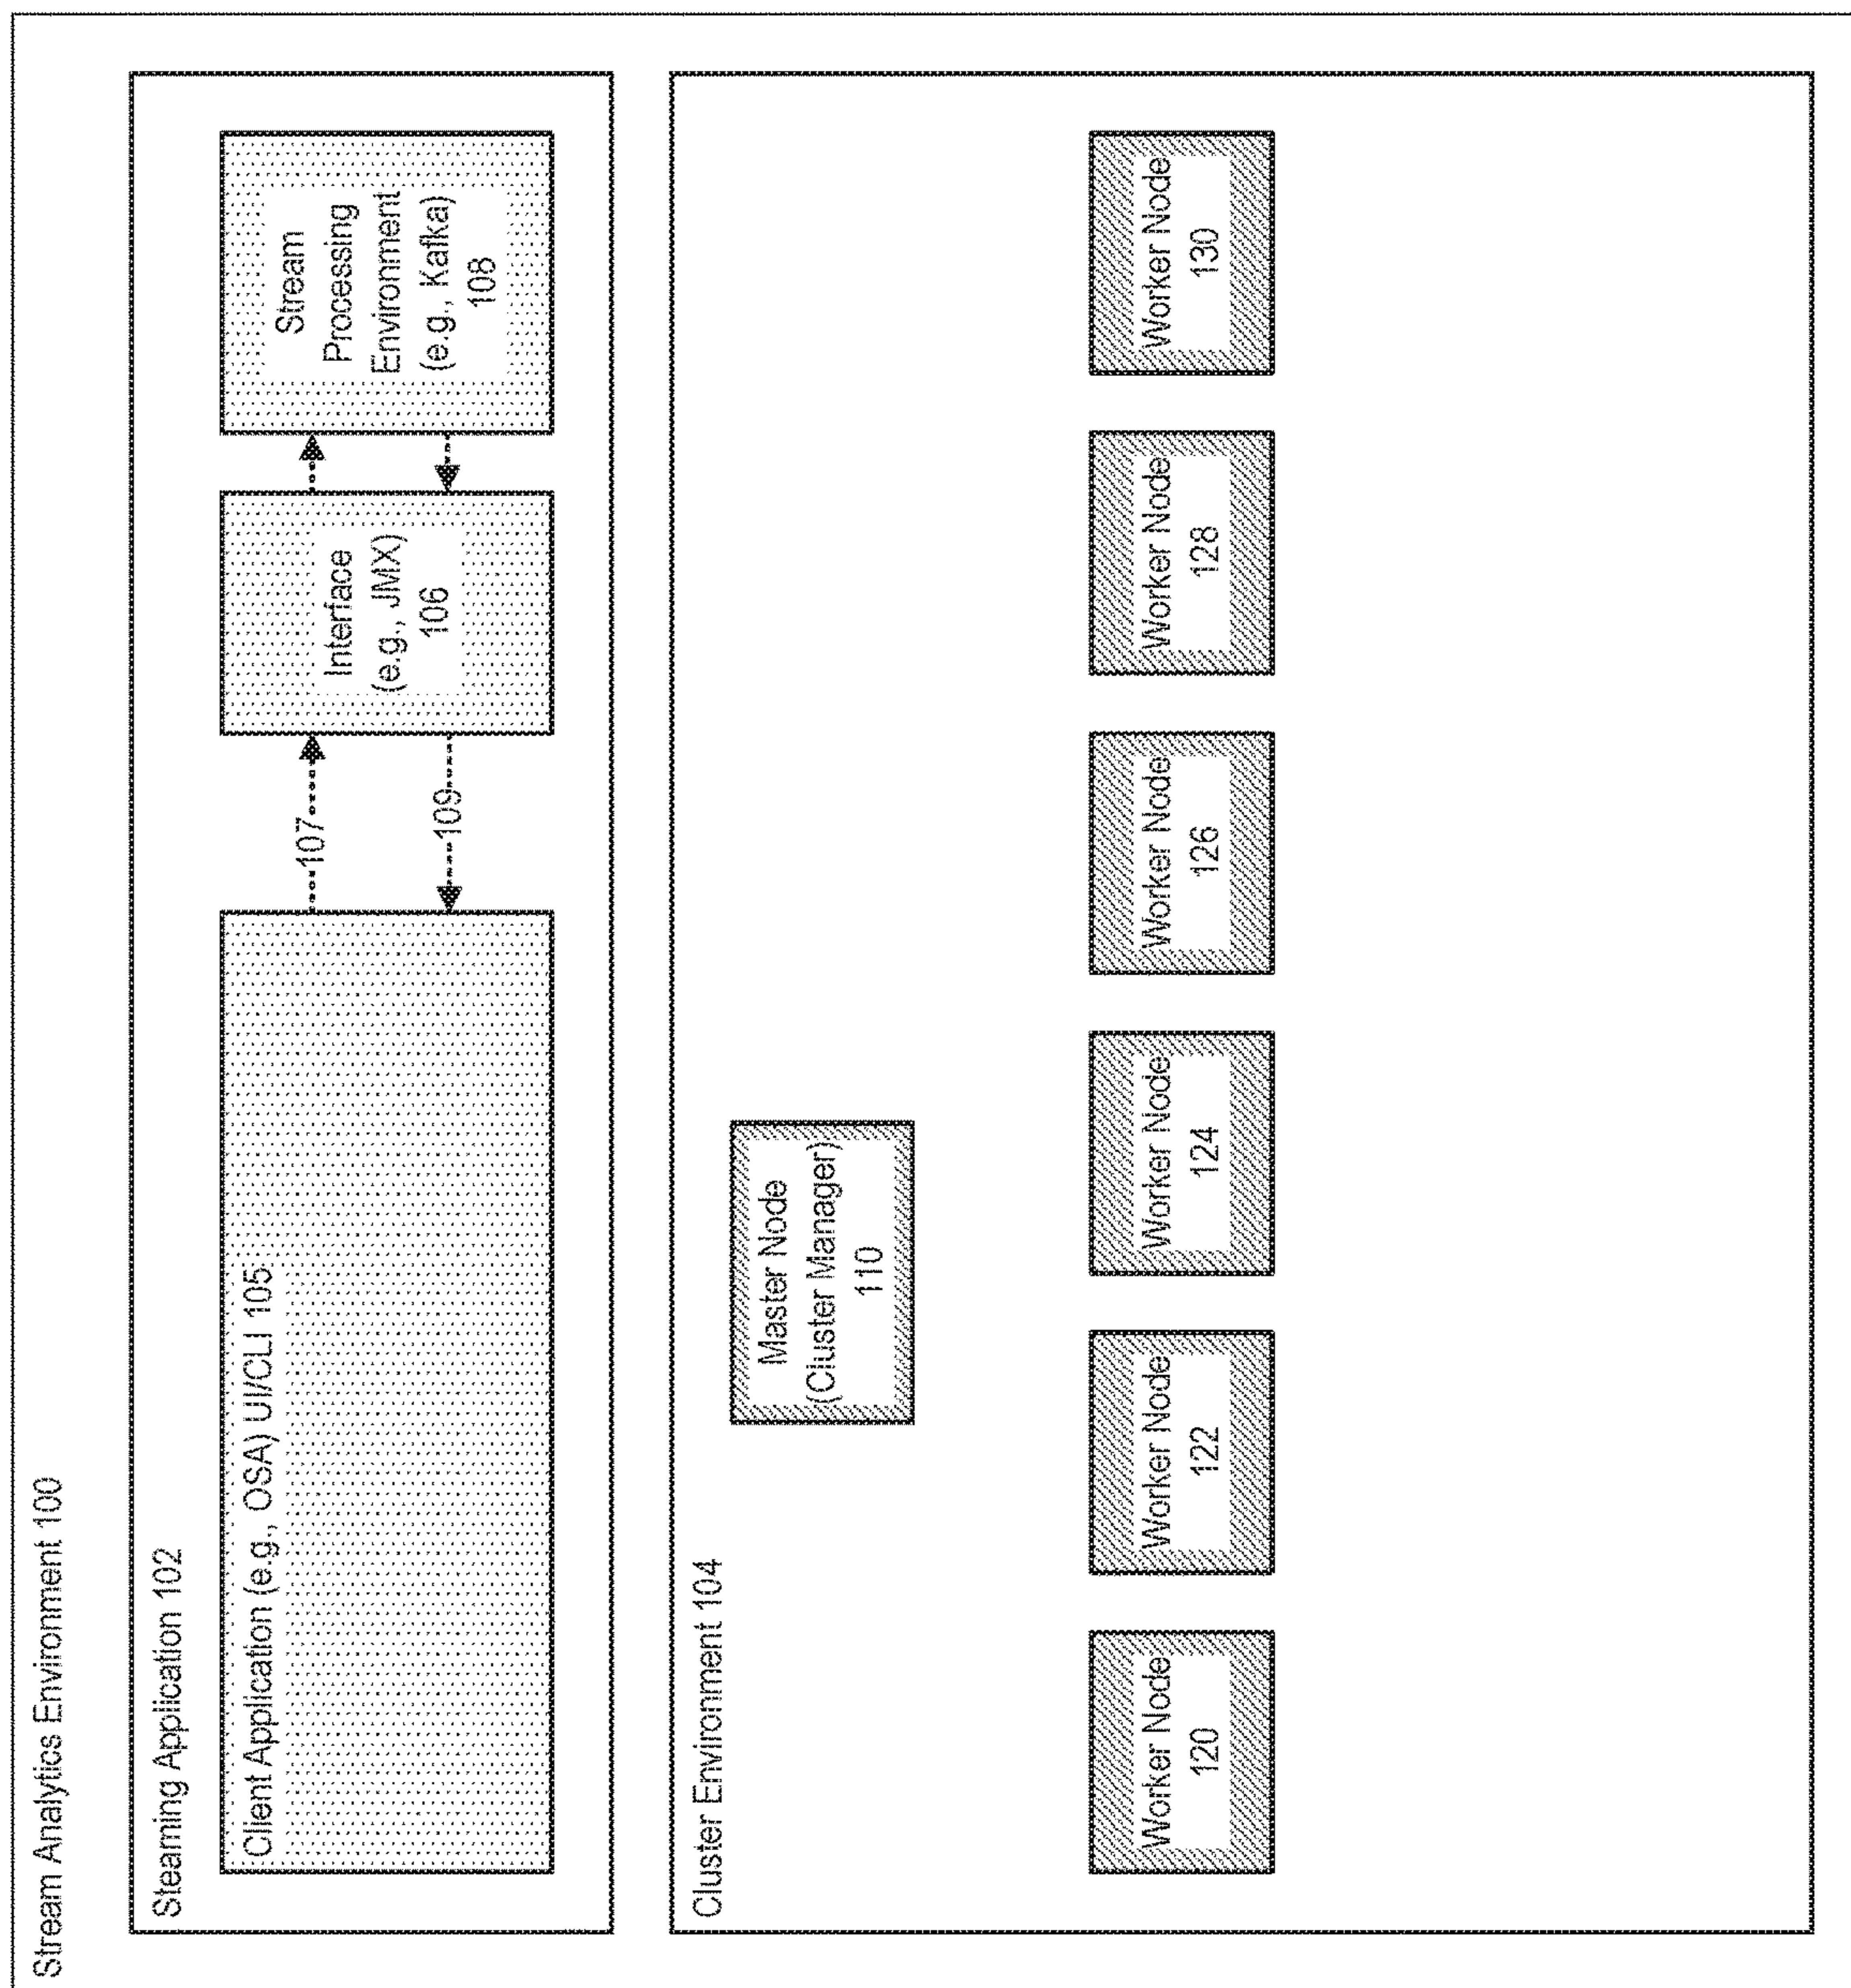 Stream Analytics Environment 100
Steaming Application 102
Client Application (e.g., OSA) UI/CLI 105
107
109
Interface
(e.g., JMX)
106
Stream
Processing
Environment
(e.g., Kafka)
108
Cluster Environment 104
Master Node
(Cluster Manager)
110
Worker Node
120
Worker Node
122
Worker Node
124
Worker Node
126
Worker Node
128
Worker Node
130